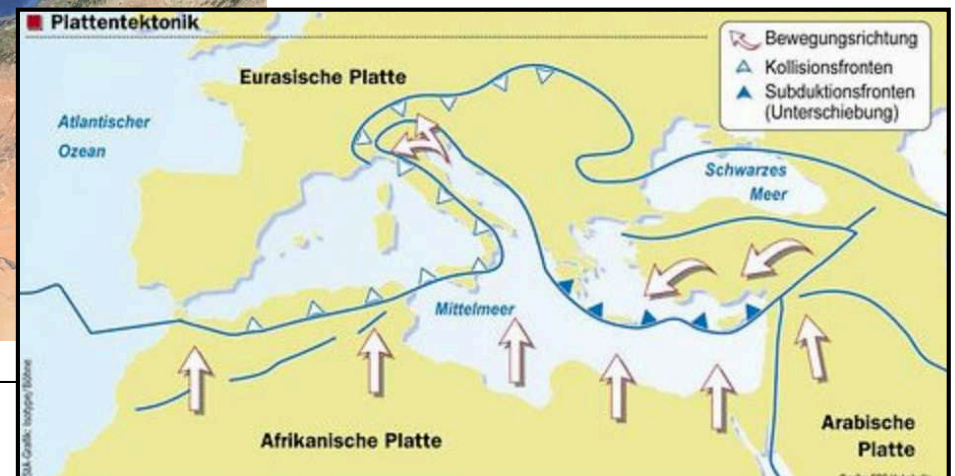 Plattentektonik
Bewegungsrichtung
Kollisionsfronten
Subduktionsfronten
(Unterschiebung)
Eurasische Platte
Atlantischer
Ozean
Schwarzes
Meer
Mittelmeer
Afrikanische Platte
Arabische
Platte